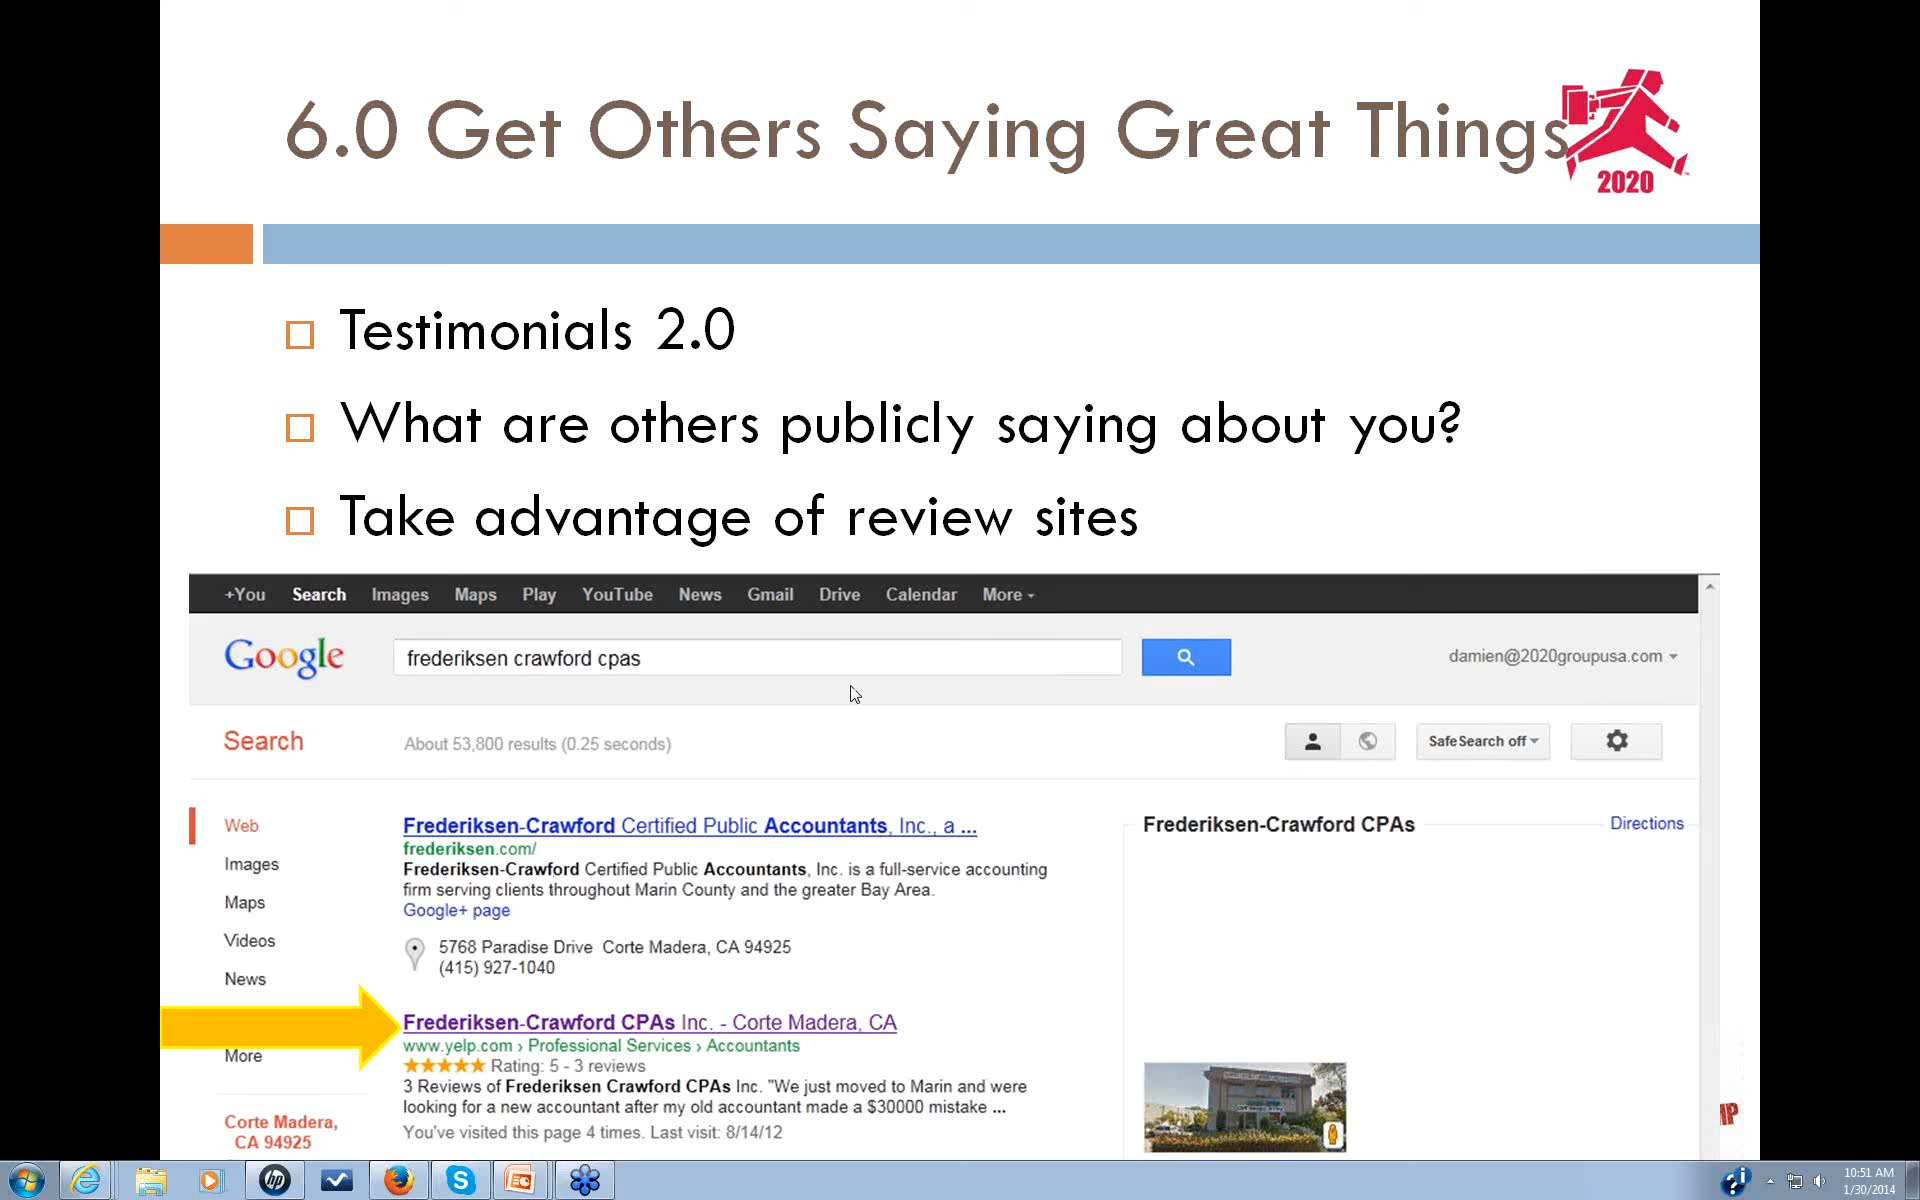 6.0 Get Others Saying Great Things
2020
Testimonials 2.0
What are others publicly saying about you?
Take advantage of review sites
+You Search Images Maps Play YouTube News Gmail Drive Calendar More
Google
frederiksen crawford cpas
damien@2020groupusa.com
Search
About 53,800 results (0.25 seconds)
SafeSearch off
Web
Images
Maps
Videos
News
More
Corte Madera,
CA 94925
Frederiksen-Crawford Certified Public Accountants, Inc., a ...
frederiksen.com/
Frederiksen-Crawford Certified Public Accountants, Inc. is a full-service accounting
firm serving clients throughout Marin County and the greater Bay Area.
Google+ page
5768 Paradise Drive Corte Madera, CA 94925
(415) 927-1040
Frederiksen-Crawford CPAs Inc. - Corte Madera, CA
www.yelp.com › Professional Services › Accountants
Rating: 5 - 3 reviews
3 Reviews of Frederiksen Crawford CPAs Inc. "We just moved to Marin and were
looking for a new accountant after my old accountant made a $30000 mistake ...
You've visited this page 4 times. Last visit: 8/14/12
Frederiksen-Crawford CPAs
Directions
hp
10:51 AM
1/30/2014